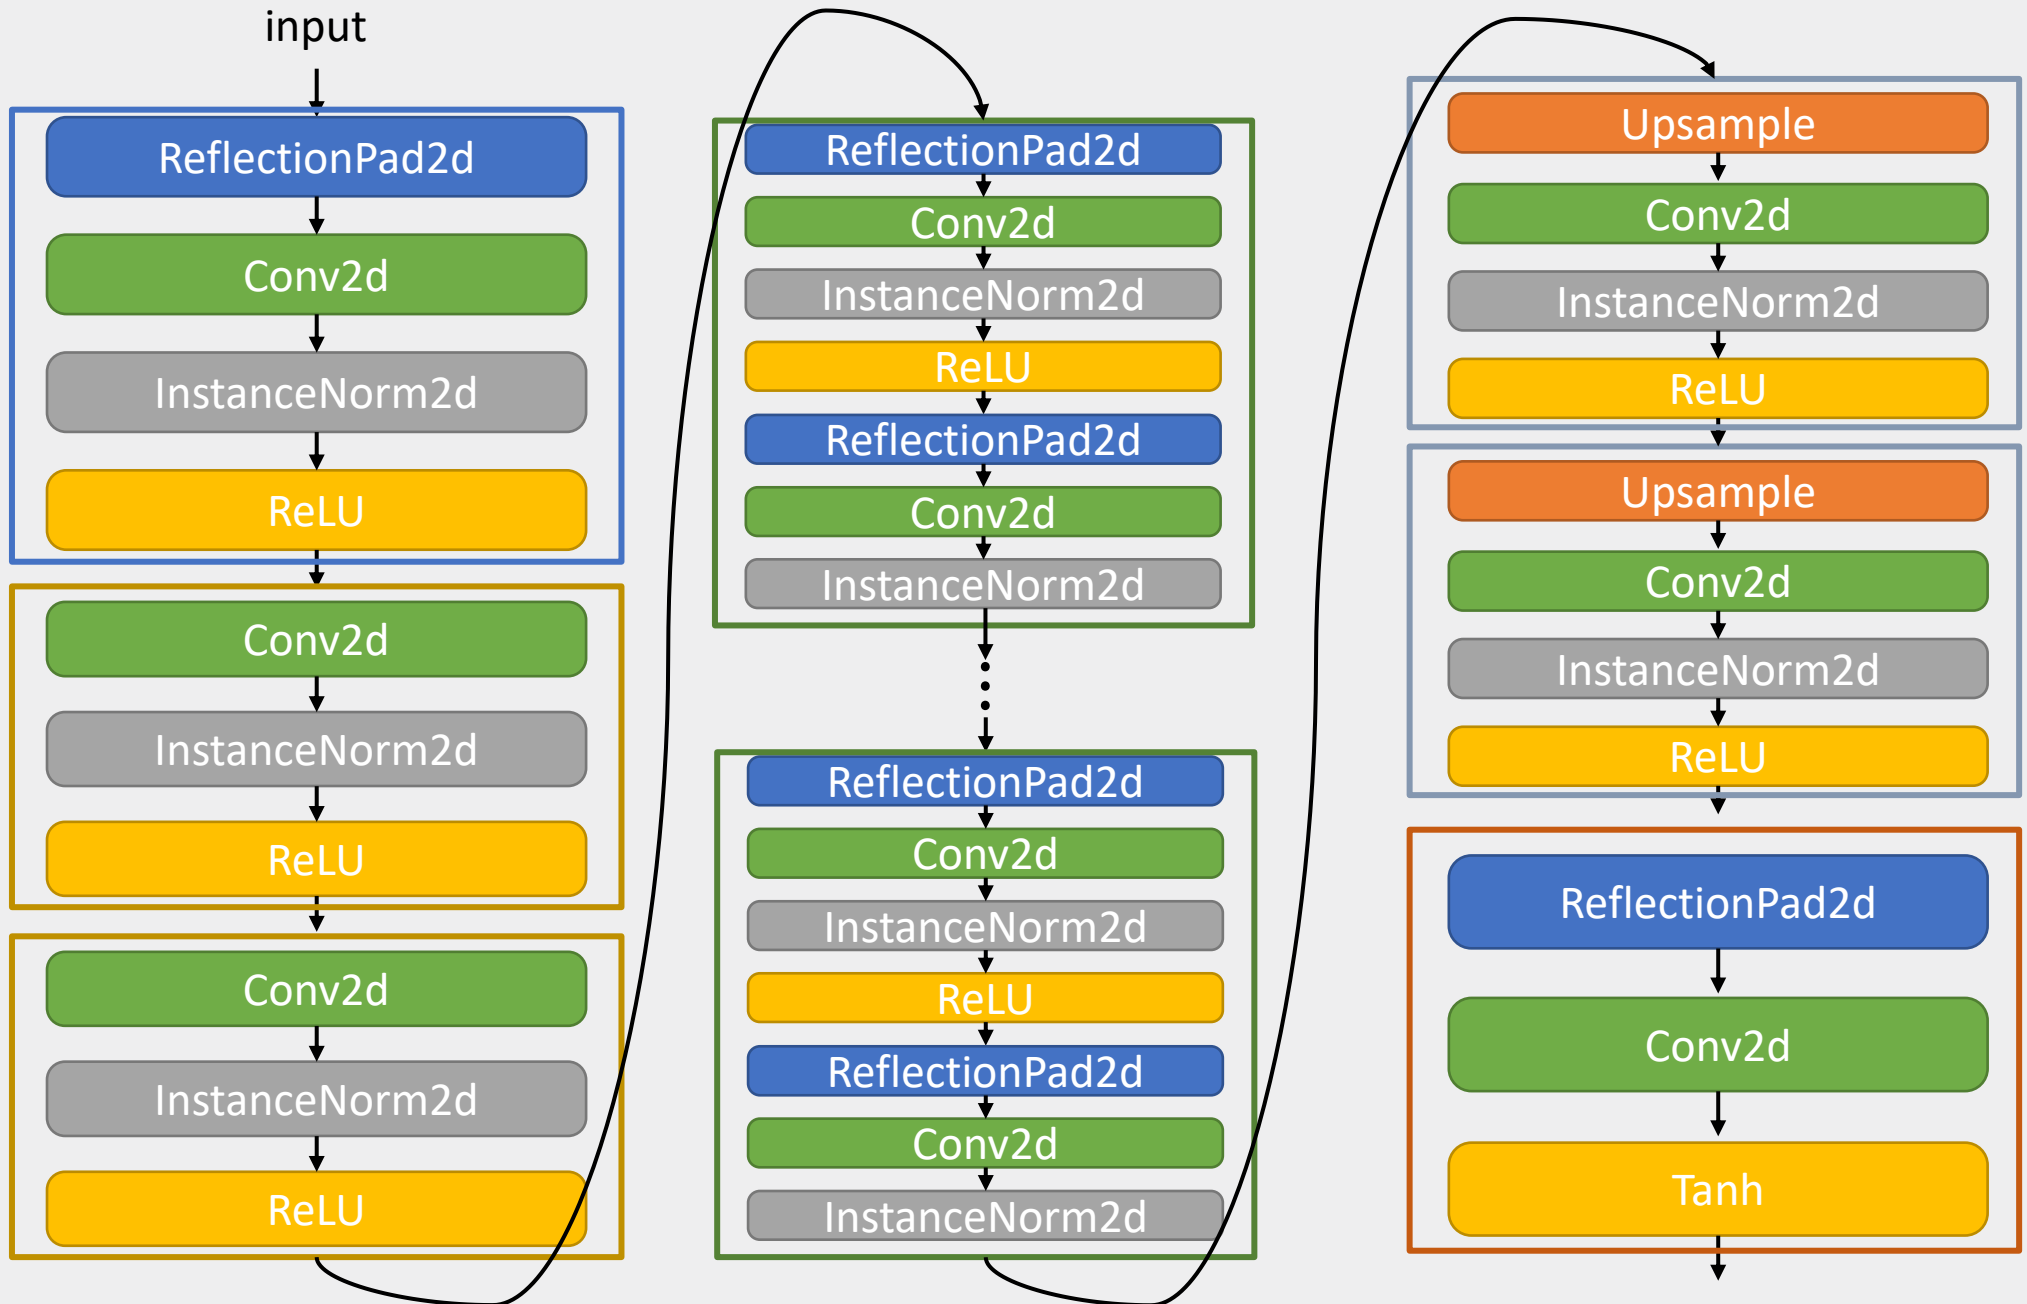 input
ReflectionPad2d
Conv2d
InstanceNorm2d
ReLU
Conv2d
InstanceNorm2d
ReLU
Conv2d
InstanceNorm2d
ReLU
ReflectionPad2d
Conv2d
InstanceNorm2d
ReLU
ReflectionPad2d
Conv2d
InstanceNorm2d
ReflectionPad2d
Conv2d
InstanceNorm2d
ReLU
ReflectionPad2d
Conv2d
InstanceNorm2d
Upsample
Conv2d
InstanceNorm2d
ReLU
Upsample
Conv2d
InstanceNorm2d
ReLU
ReflectionPad2d
Conv2d
Tanh